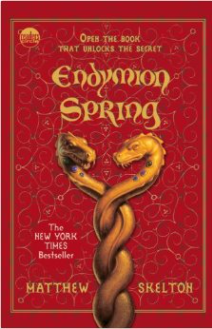 OPEN THE BOOK
THAT UNLOCKS THE SECRET
ENDYMION
SPRING
The
NEW YORK
TIMES
Bestseller
MATTHEW SKELTON